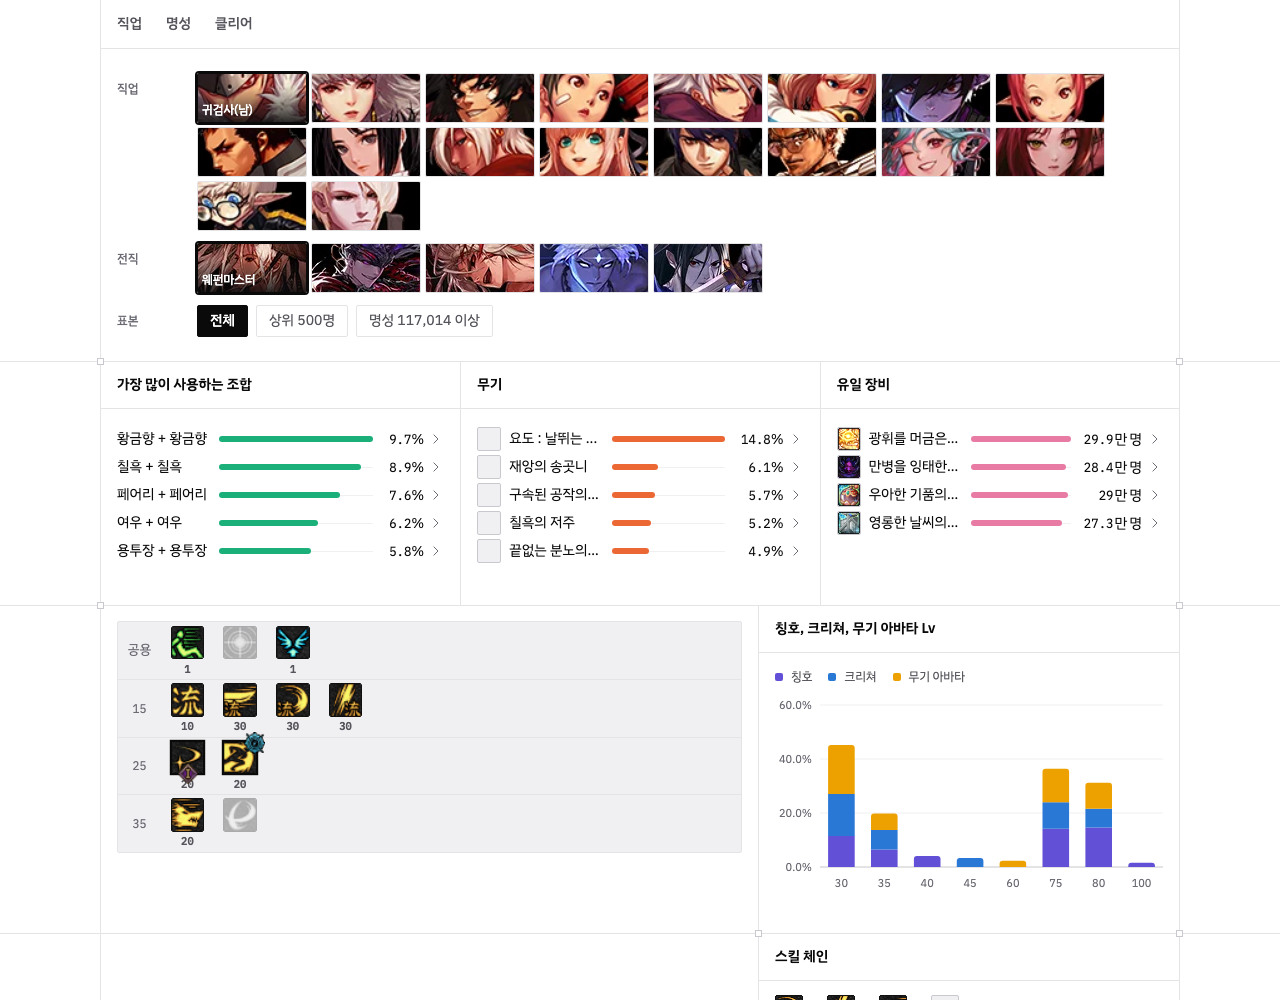 직업 명성 클리어
직업
귀검사(남)
전직
웨펀마스터
표본
전체 상위 500명 명성 117,014 이상
가장 많이 사용하는 조합
황금향 + 황금향 9.7%
칠흑 + 칠흑 8.9%
페어리 + 페어리 7.6%
여우 + 여우 6.2%
용투장 + 용투장 5.8%
무기
요도 : 날뛰는 ... 14.8%
재앙의 송곳니 6.1%
구속된 공작의... 5.7%
칠흑의 저주 5.2%
끝없는 분노의... 4.9%
유일 장비
광휘를 머금은... 29.9만 명
만병을 잉태한... 28.4만 명
우아한 기품의... 29만 명
영롱한 날씨의... 27.3만 명
공용
1 1
15
10 30 30 30
25
20 20
35
20
칭호, 크리쳐, 무기 아바타 Lv
칭호 크리쳐 무기 아바타
60.0%
40.0%
20.0%
0.0%
30 35 40 45 60 75 80 100
스킬 체인